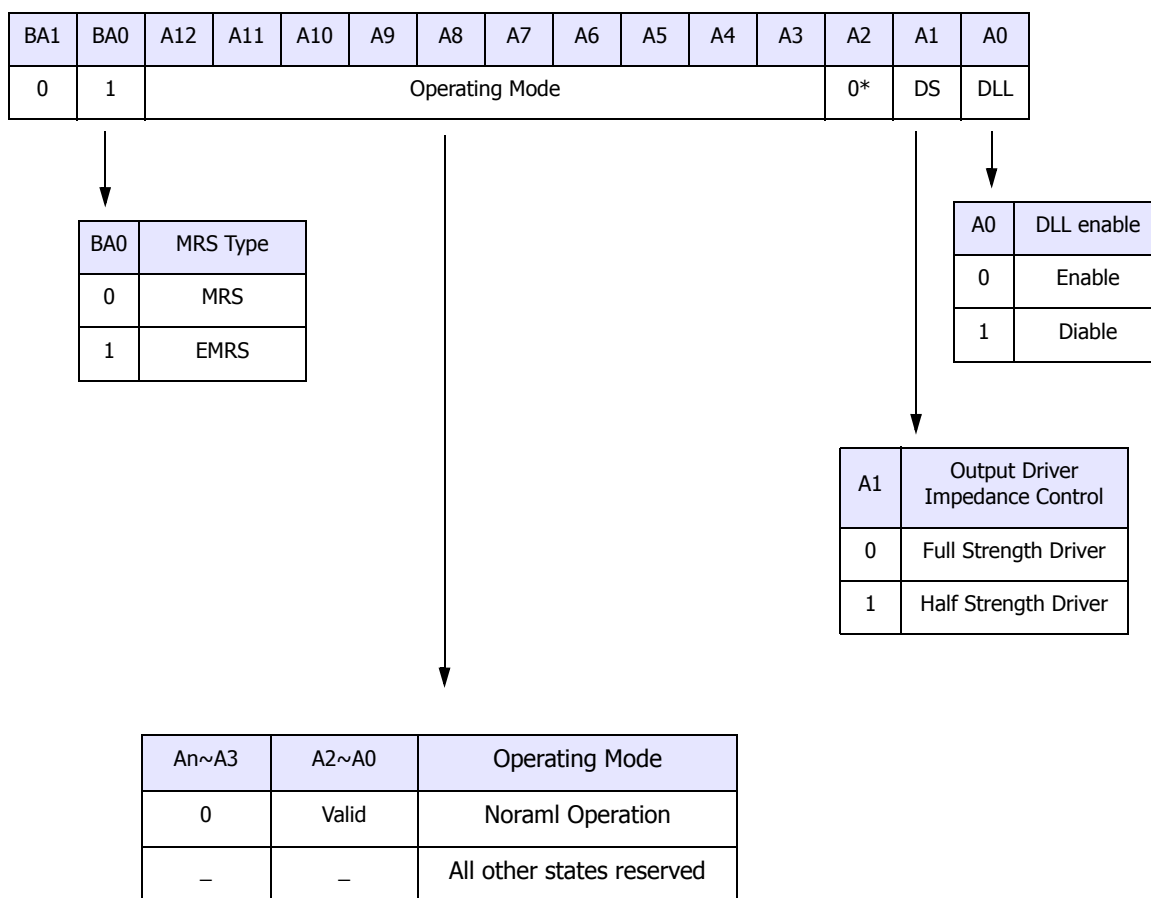 BA1 BA0 A12 A11 A10 A9 A8 A7 A6 A5 A4 A3 A2 A1 A0
0 1 Operating Mode 0* DS DLL
BA0 MRS Type
0 MRS
1 EMRS
A0 DLL enable
0 Enable
1 Diable
A1 Output Driver
Impedance Control
0 Full Strength Driver
1 Half Strength Driver
An~A3 A2~A0 Operating Mode
0 Valid Noraml Operation
_ _ All other states reserved